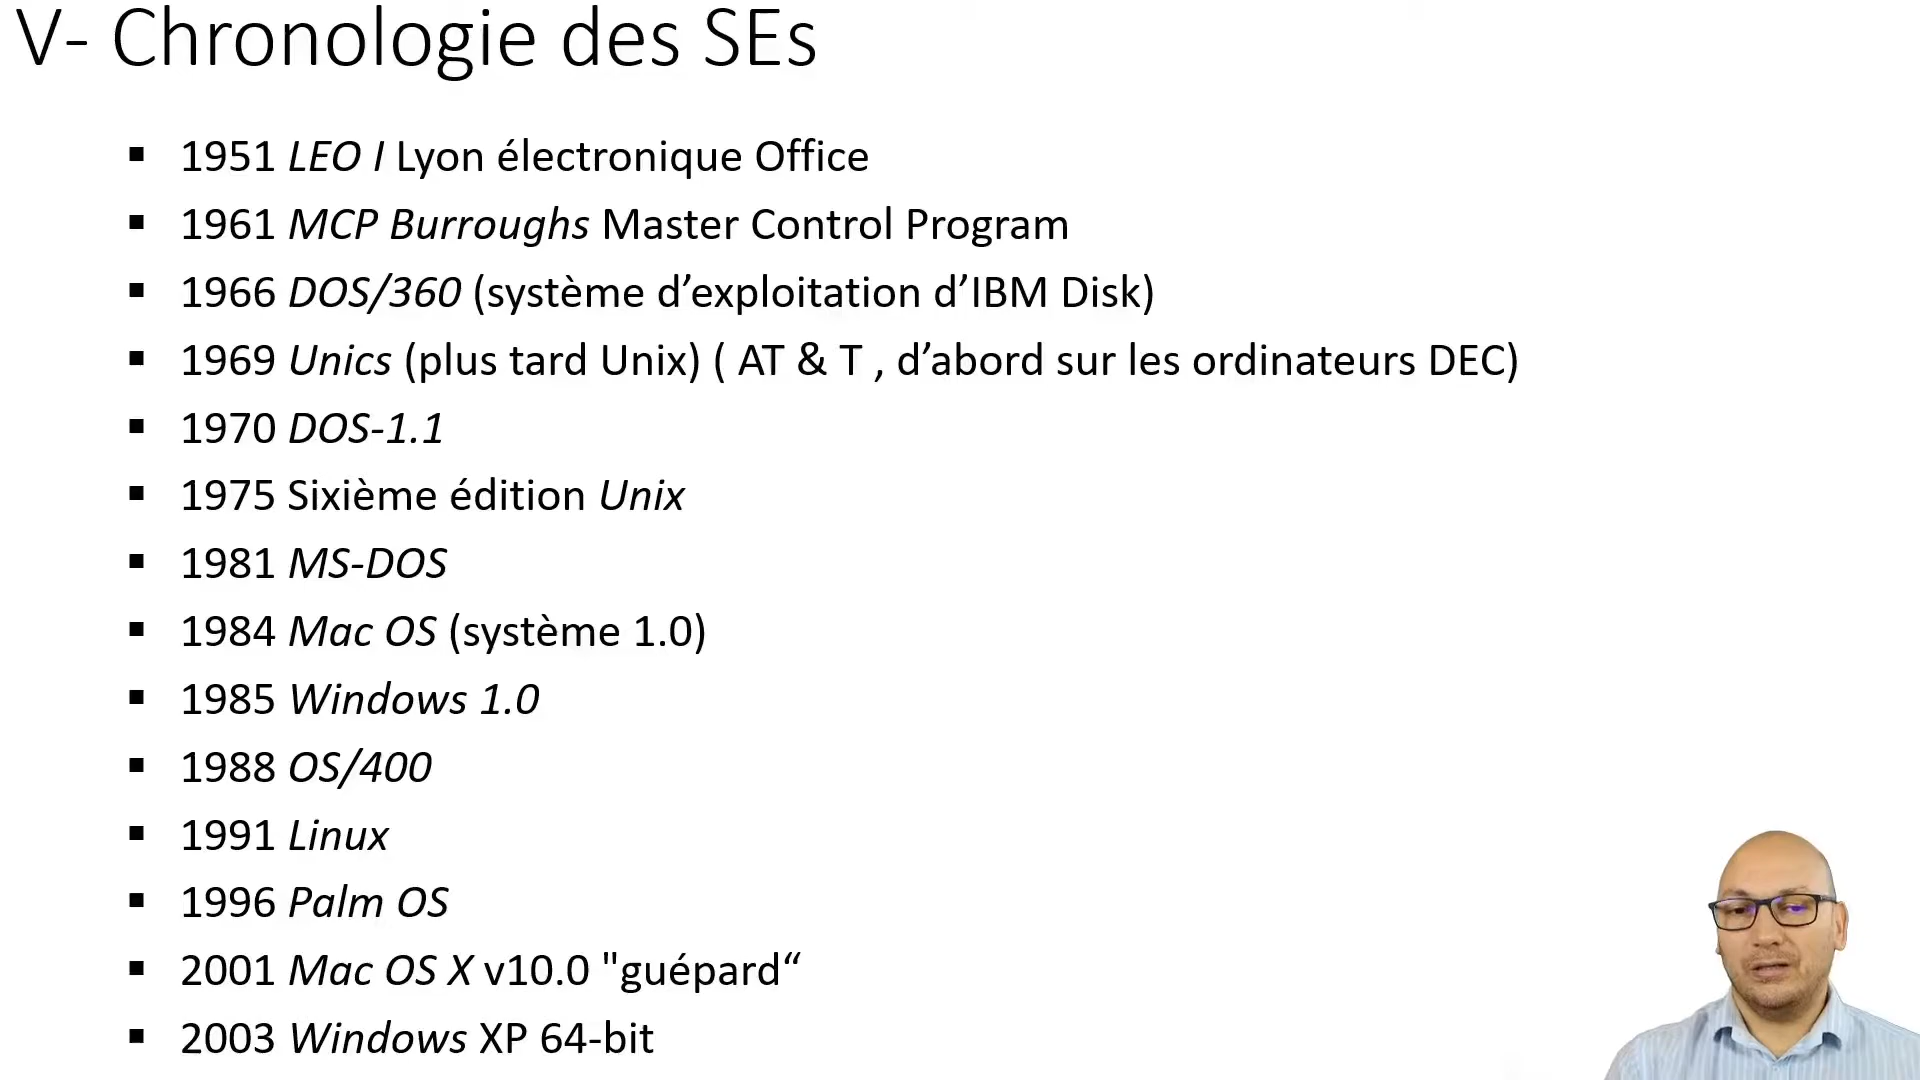 V- Chronologie des SEs
▪ 1951 LEO I Lyon électronique Office
▪ 1961 MCP Burroughs Master Control Program
▪ 1966 DOS/360 (système d’exploitation d’IBM Disk)
▪ 1969 Unics (plus tard Unix) ( AT & T , d’abord sur les ordinateurs DEC)
▪ 1970 DOS-1.1
▪ 1975 Sixième édition Unix
▪ 1981 MS-DOS
▪ 1984 Mac OS (système 1.0)
▪ 1985 Windows 1.0
▪ 1988 OS/400
▪ 1991 Linux
▪ 1996 Palm OS
▪ 2001 Mac OS X v10.0 "guépard“
▪ 2003 Windows XP 64-bit